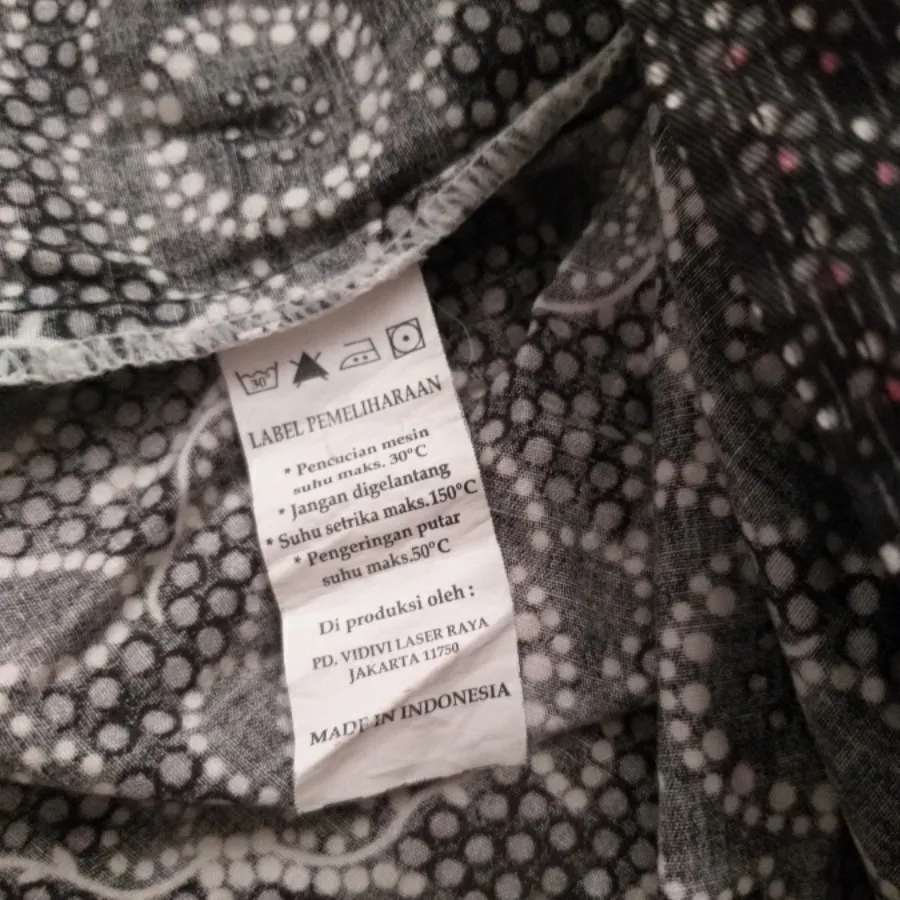 30°
LABEL PEMELIHARAAN
* Pencucian mesin
suhu maks. 30°C
* Jangan digelantang
* Suhu setrika maks.150°C
* Pengeringan putar
suhu maks.50°C
Di produksi oleh :
PD. VIDIVI LASER RAYA
JAKARTA 11750
MADE IN INDONESIA